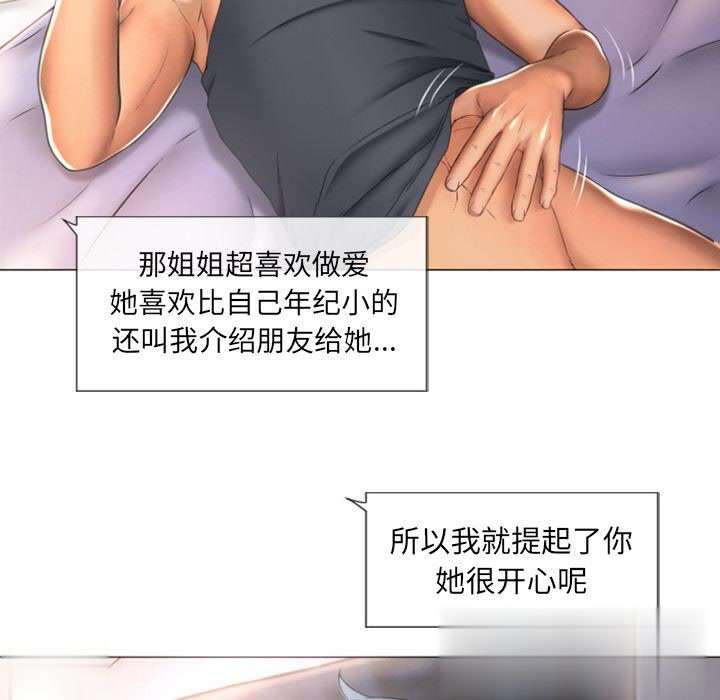 那姐姐超喜欢做爱
她喜欢比自己年纪小的
还叫我介绍朋友给她...
所以我就提起了你
她很开心呢